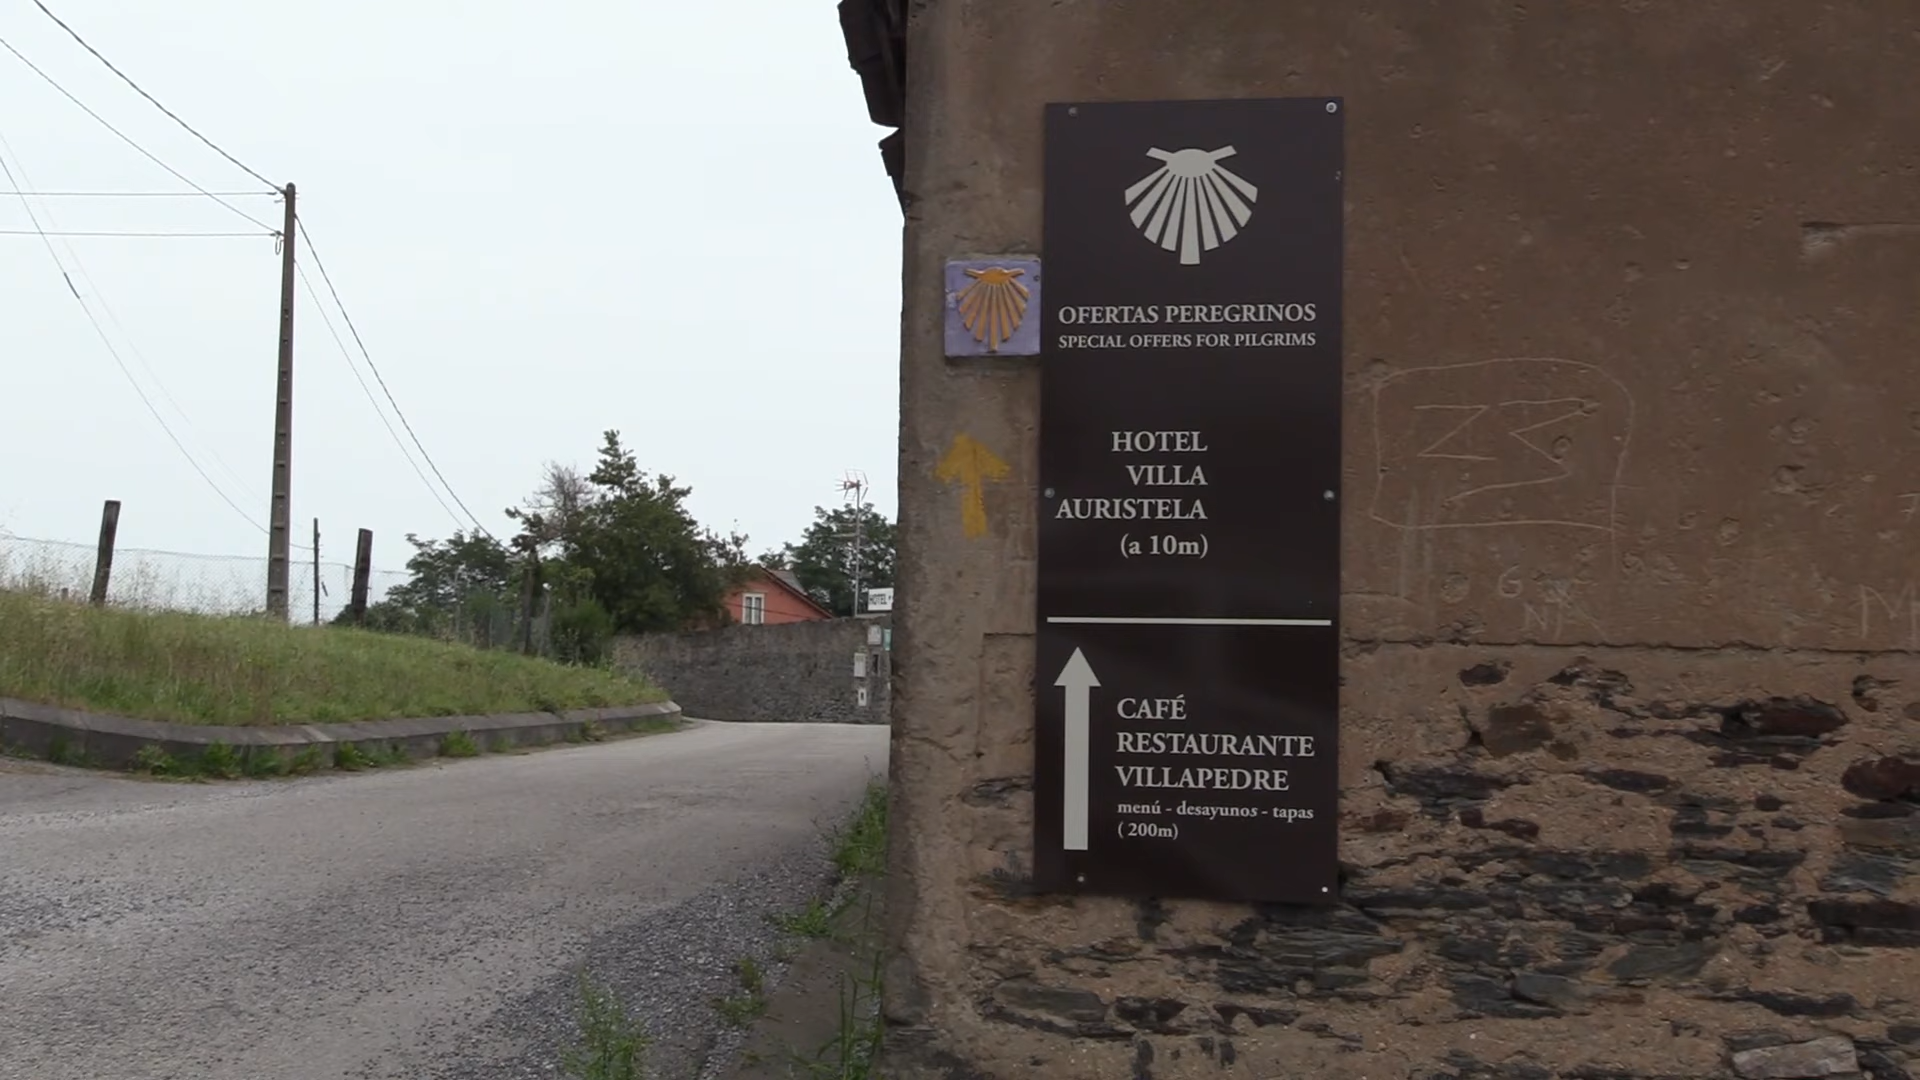 OFERTAS PEREGRINOS
SPECIAL OFFERS FOR PILGRIMS
HOTEL
VILLA
AURISTELA
(a 10m)
CAFÉ
RESTAURANTE
VILLAPEDRE
menú - desayunos - tapas
( 200m)
HOTEL